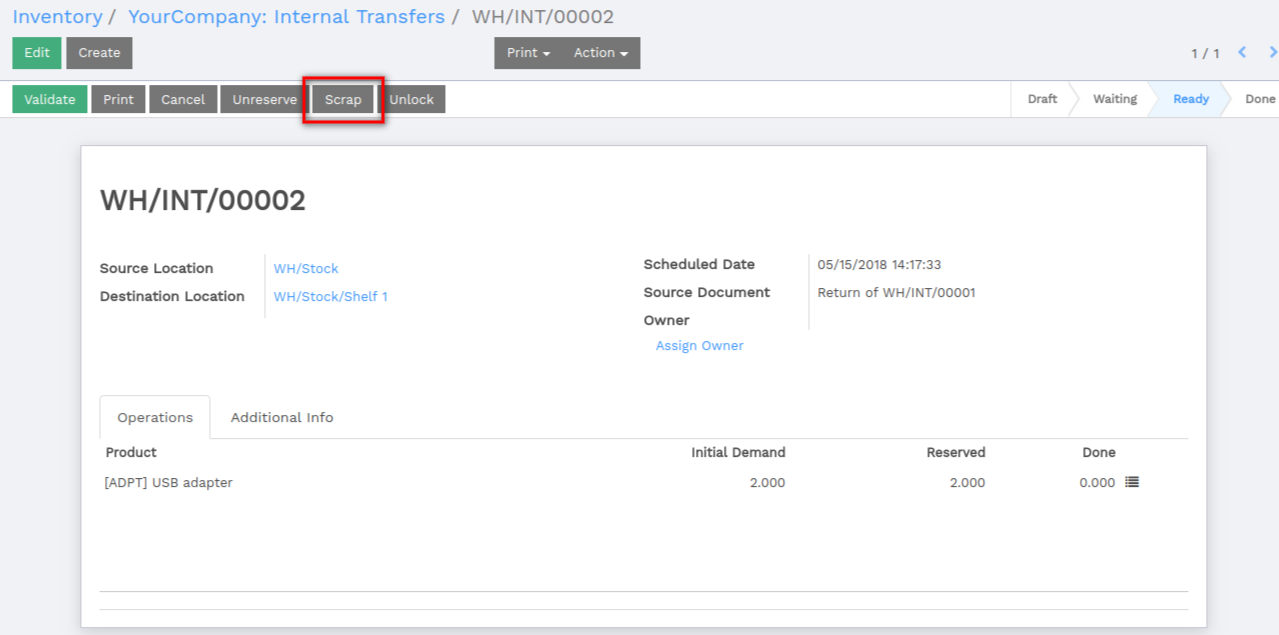 Inventory / YourCompany: Internal Transfers / WH/INT/00002
Edit Create Print Action 1 / 1
Validate Print Cancel Unreserve Scrap Unlock Draft Waiting Ready Done
WH/INT/00002
Source Location WH/Stock
Destination Location WH/Stock/Shelf 1
Scheduled Date 05/15/2018 14:17:33
Source Document Return of WH/INT/00001
Owner
Assign Owner
Operations Additional Info
Product Initial Demand Reserved Done
[ADPT] USB adapter 2.000 2.000 0.000